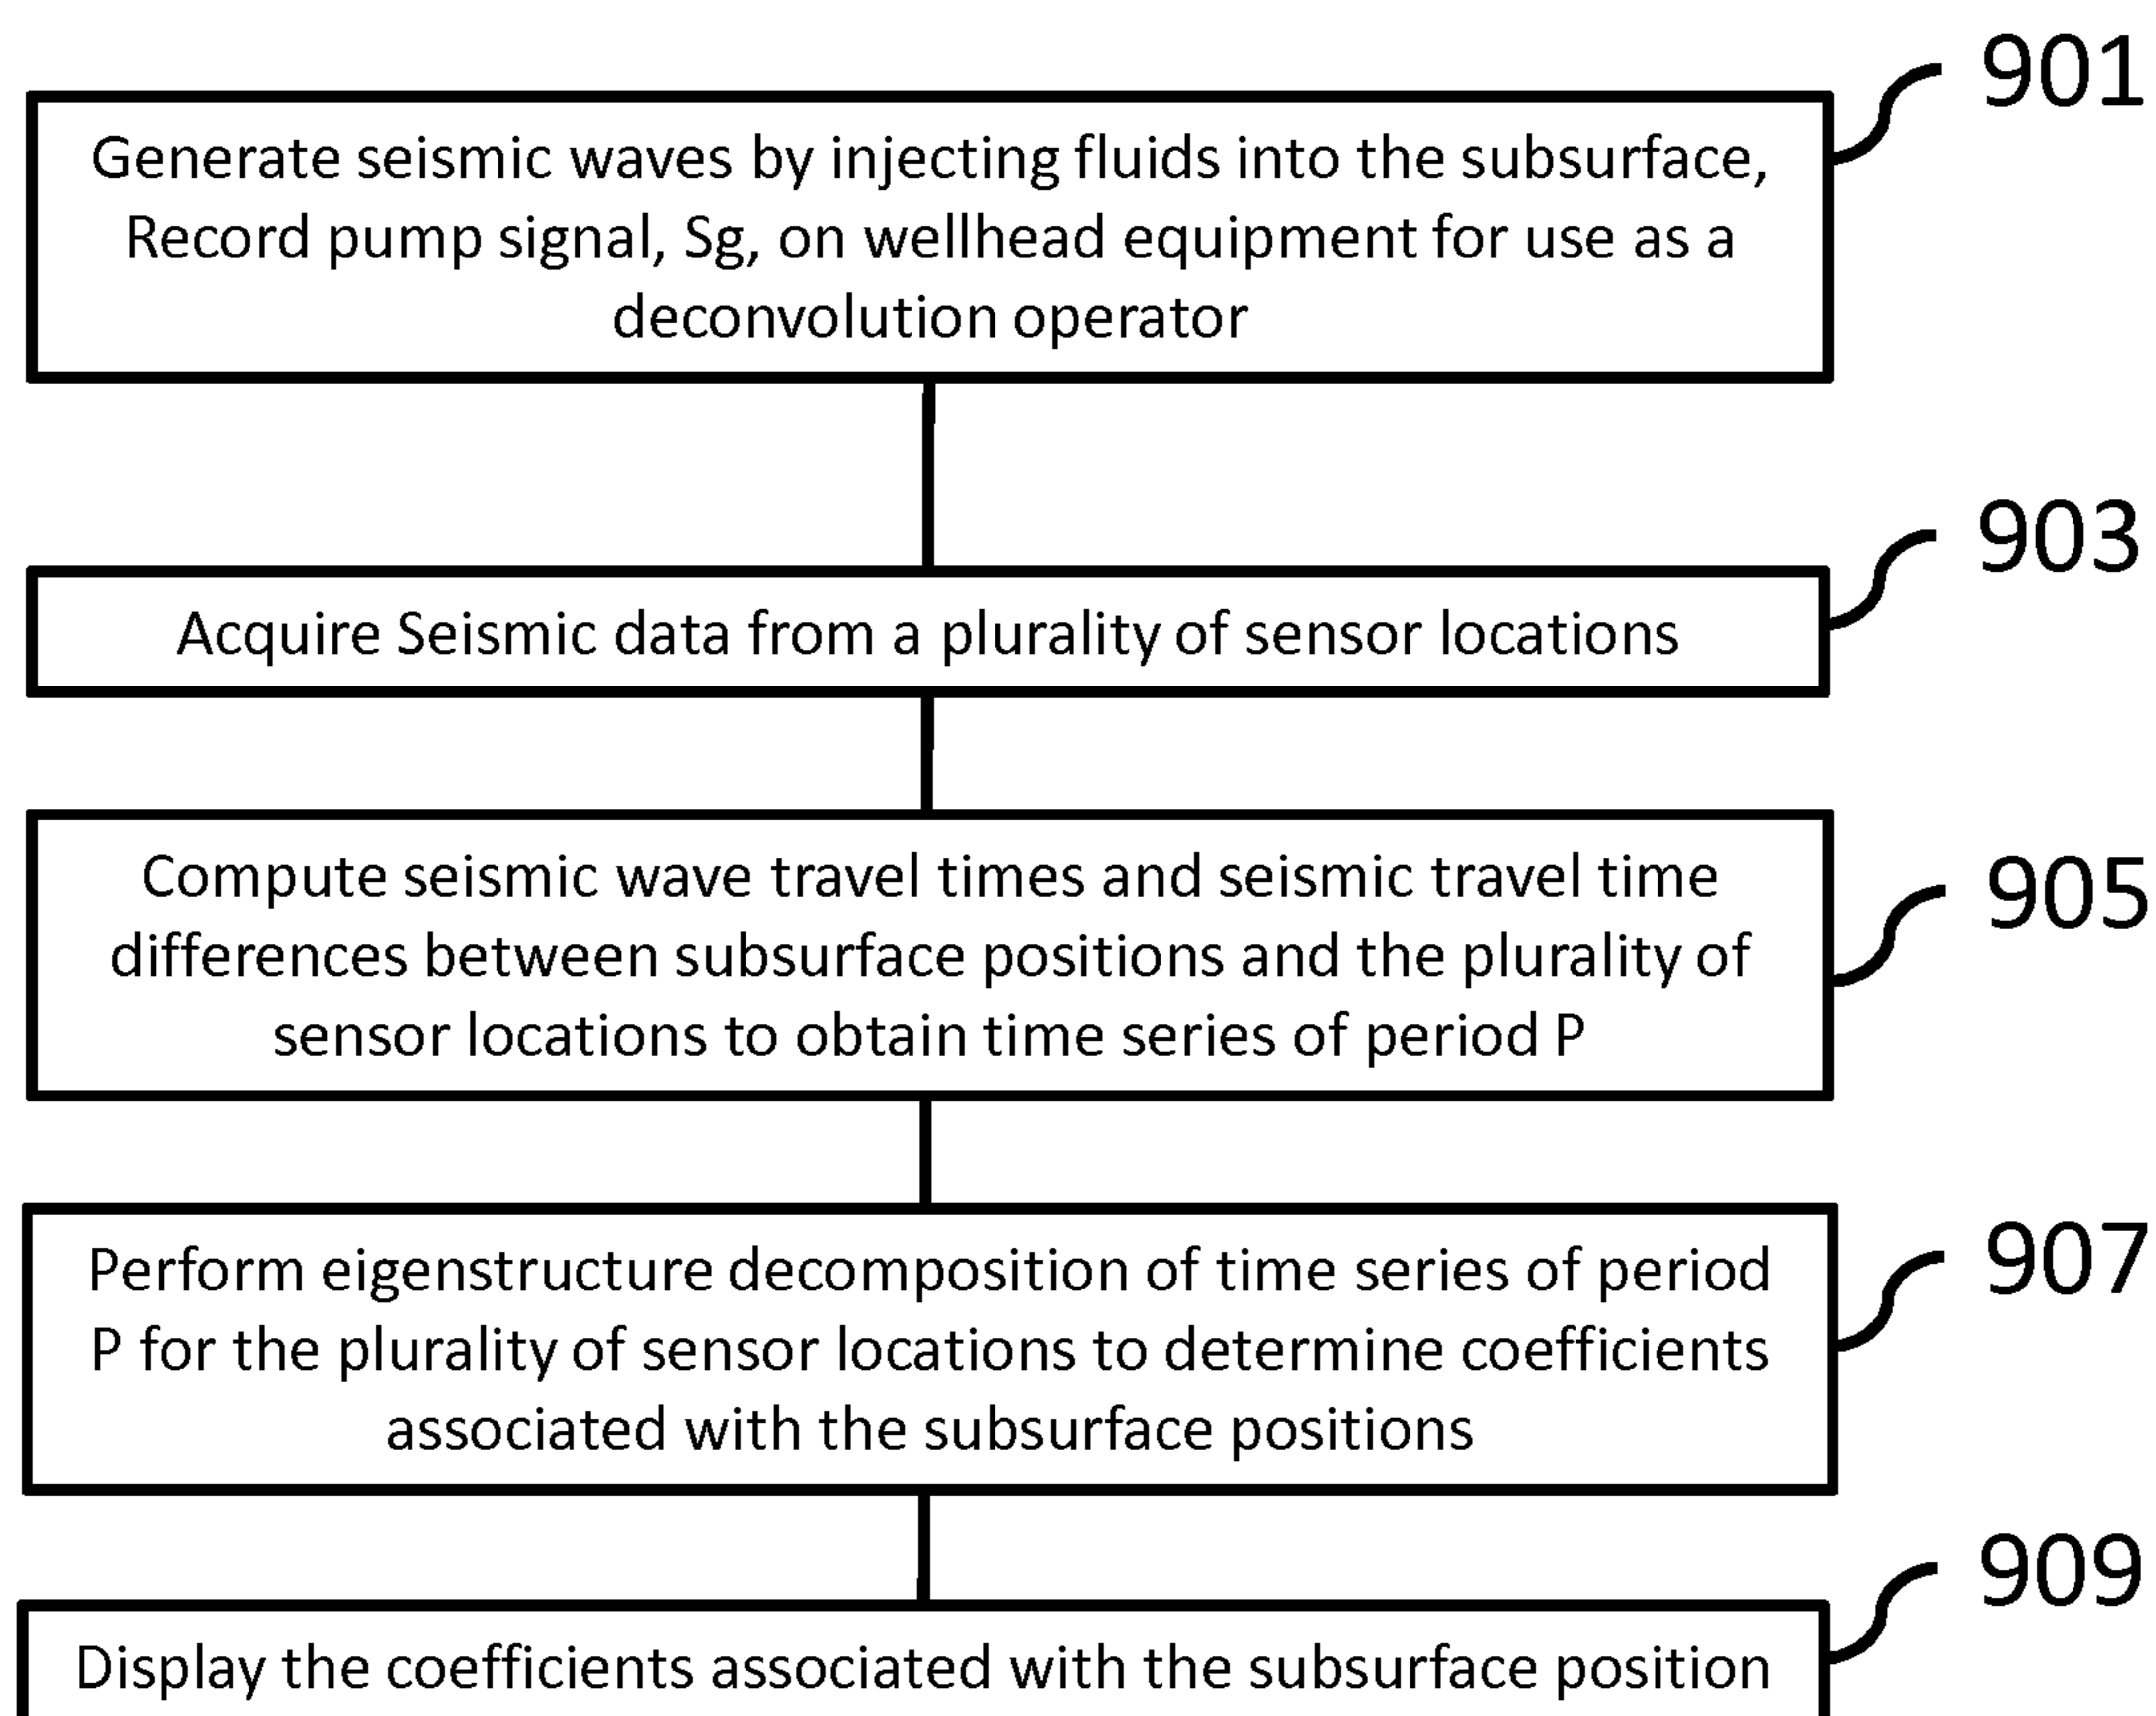 901
Generate seismic waves by injecting fluids into the subsurface,
Record pump signal, Sg, on wellhead equipment for use as a
deconvolution operator
903
Acquire Seismic data from a plurality of sensor locations
905
Compute seismic wave travel times and seismic travel time
differences between subsurface positions and the plurality of
sensor locations to obtain time series of period P
907
Perform eigenstructure decomposition of time series of period
P for the plurality of sensor locations to determine coefficients
associated with the subsurface positions
909
Display the coefficients associated with the subsurface position